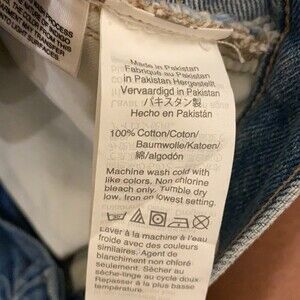 PROCESS
Made in Pakistan
Fabriqué au Pakistan
in Pakistan Hergestellt
Vervaardigd in Pakistan
パキスタン製
Hecho en Pakistán
100% Cotton/Coton/
Baumwolle/Katoen/
綿/algodón
Machine wash cold with
like colors. Non chlorine
bleach only. Tumble dry
low. Iron on lowest setting.
Laver à la machine à l'eau
froide avec des couleurs
similaires. Agent de
blanchiment non chloré
seulement. Sécher au
séchage-cycle doux.
Repasser à la plus basse
température.